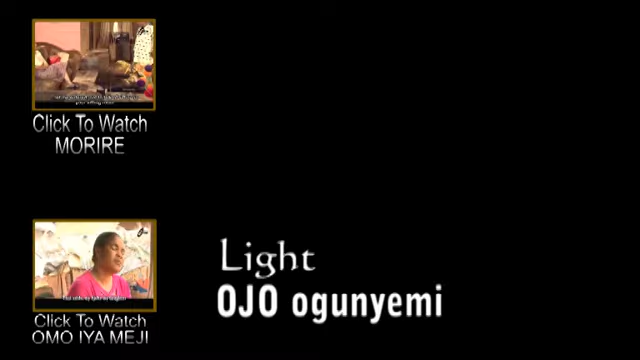 Click To Watch
MORIRE
Light
OJO ogunyemi
Click To Watch
OMO IYA MEJI